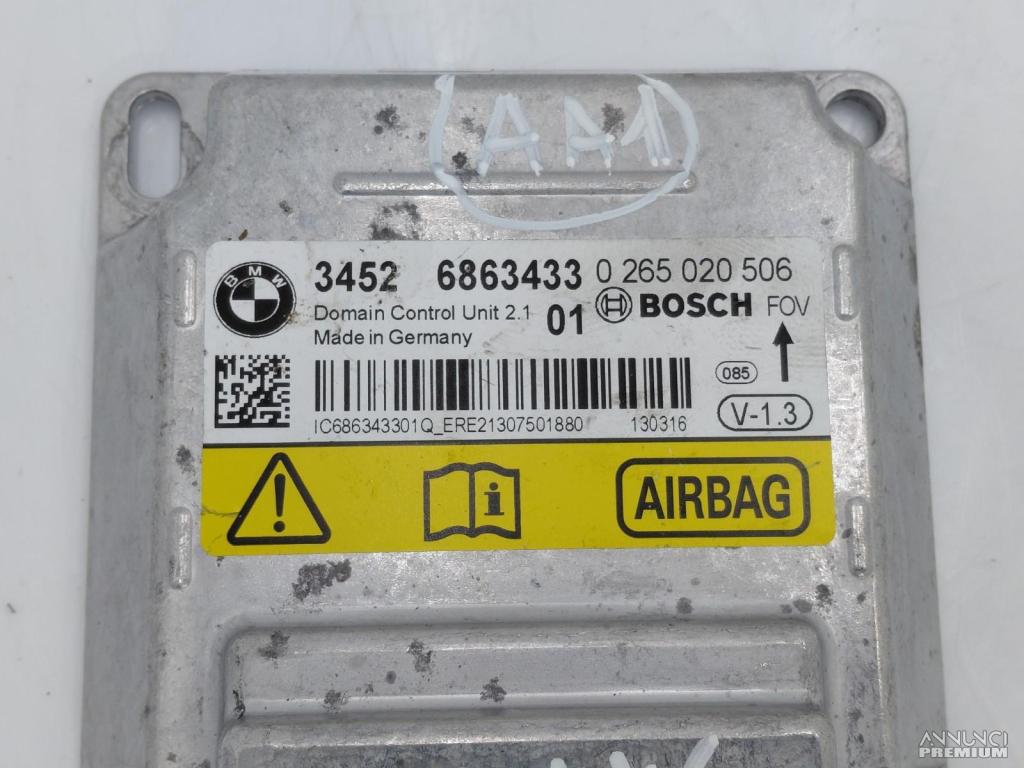 AA1
BMW
3452 6863433 0 265 020 506
Domain Control Unit 2.1 01 BOSCH FOV
Made in Germany
085
IC686343301Q_ERE21307501880 130316 V-1.3
AIRBAG
ANNUNCI
PREMIUM